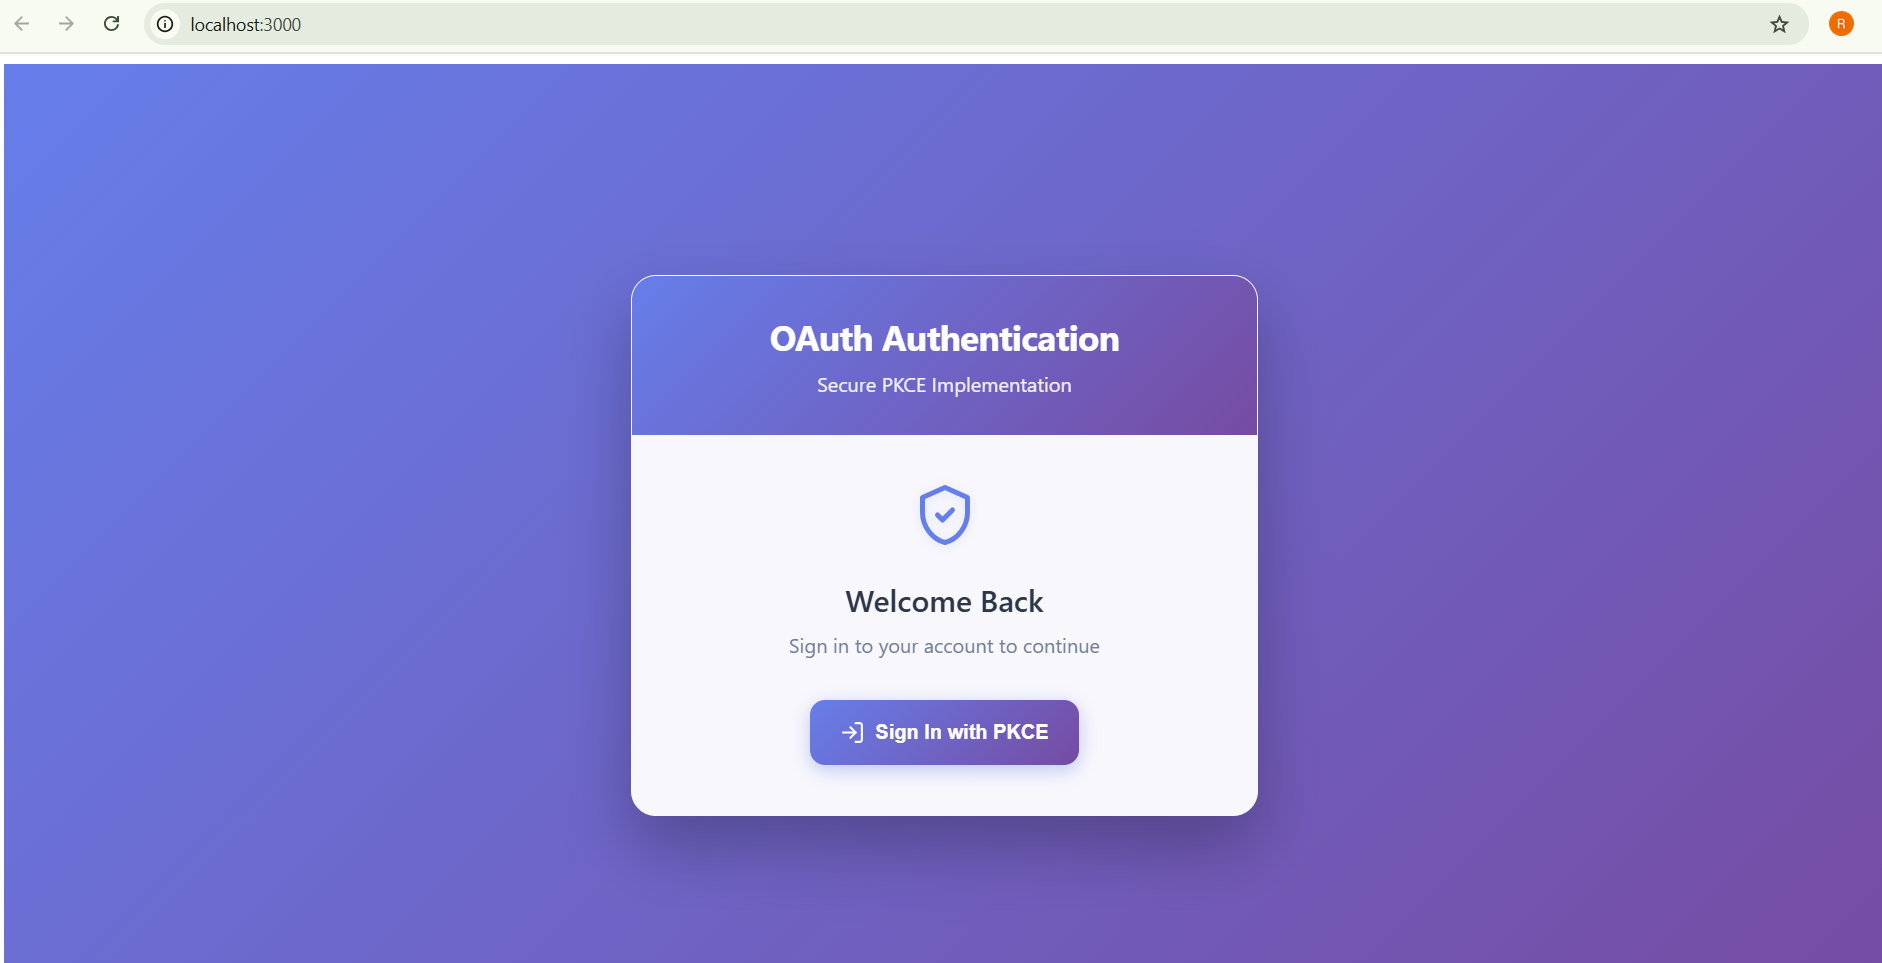 localhost:3000
R
OAuth Authentication
Secure PKCE Implementation
Welcome Back
Sign in to your account to continue
Sign In with PKCE